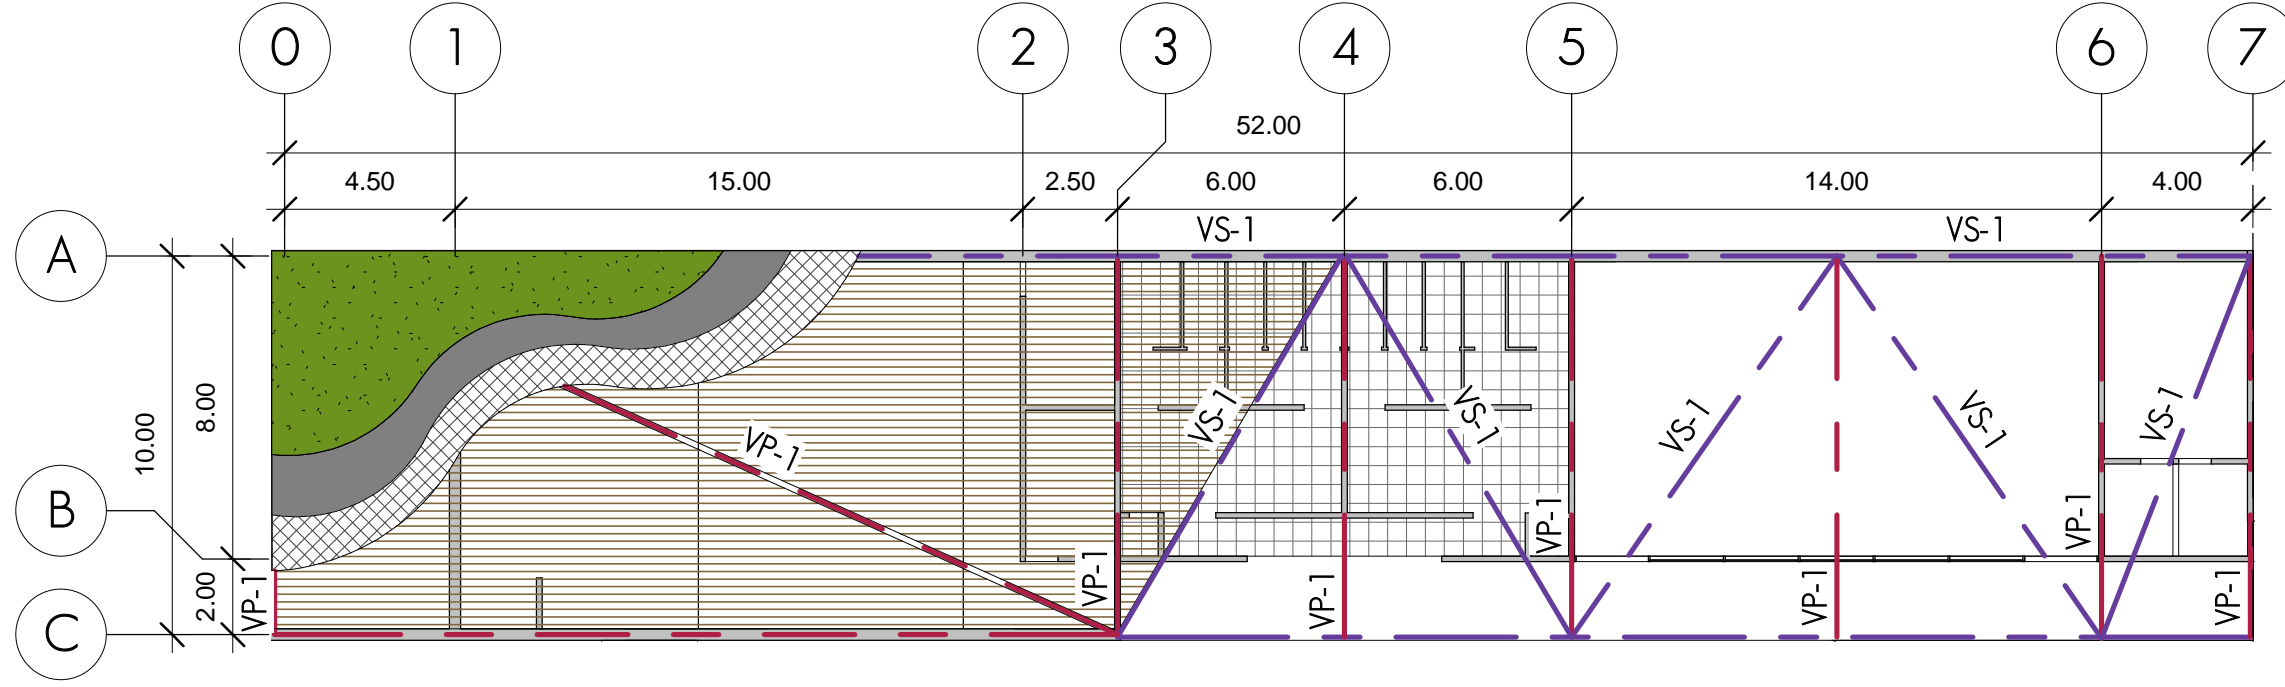 0 1 2 3 4 5 6 7
52.00
4.50 15.00 2.50 6.00 6.00 14.00 4.00
VS-1 VS-1
A
8.00
10.00
VS-1 VS-1 VS-1 VS-1 VS-1
VP-1
B
VP-1 VP-1
2.00 VP-1 VP-1 VP-1 VP-1 VP-1
C